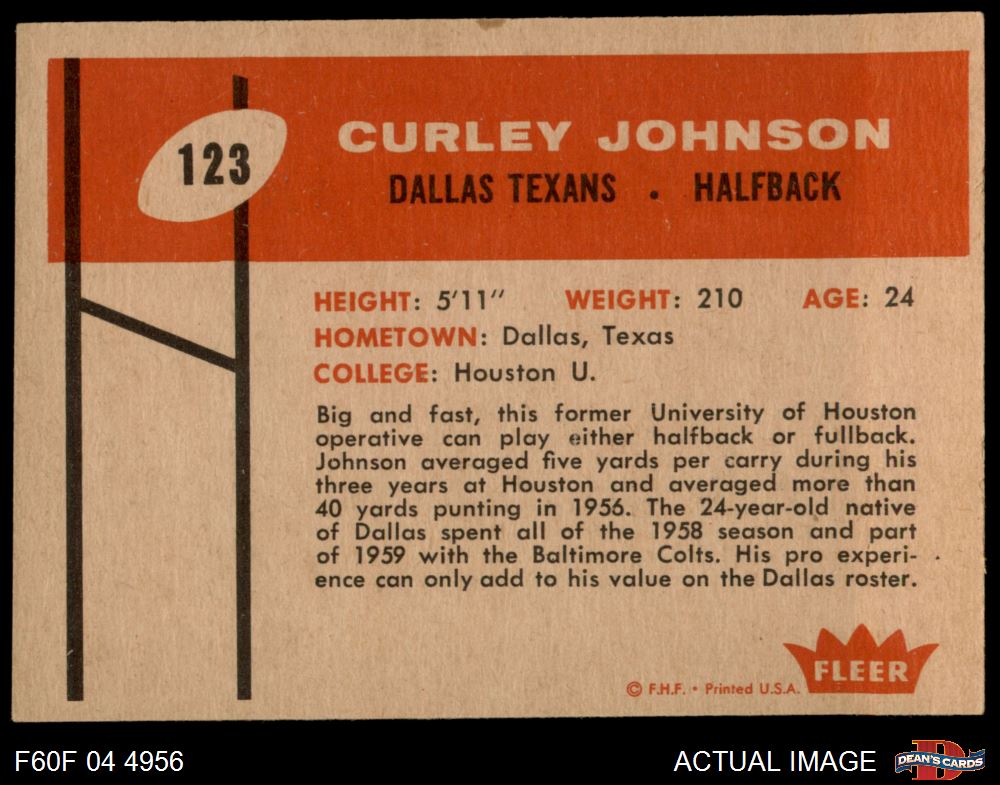 123
CURLEY JOHNSON
DALLAS TEXANS . HALFBACK
HEIGHT: 5'11" WEIGHT: 210 AGE: 24
HOMETOWN: Dallas, Texas
COLLEGE: Houston U.
Big and fast, this former University of Houston
operative can play either halfback or fullback.
Johnson averaged five yards per carry during his
three years at Houston and averaged more than
40 yards punting in 1956. The 24-year-old native
of Dallas spent all of the 1958 season and part
of 1959 with the Baltimore Colts. His pro experi-
ence can only add to his value on the Dallas roster.
FLEER
© F.H.F. • Printed U.S.A.
F60F 04 4956 ACTUAL IMAGE DEAN'S CARDS